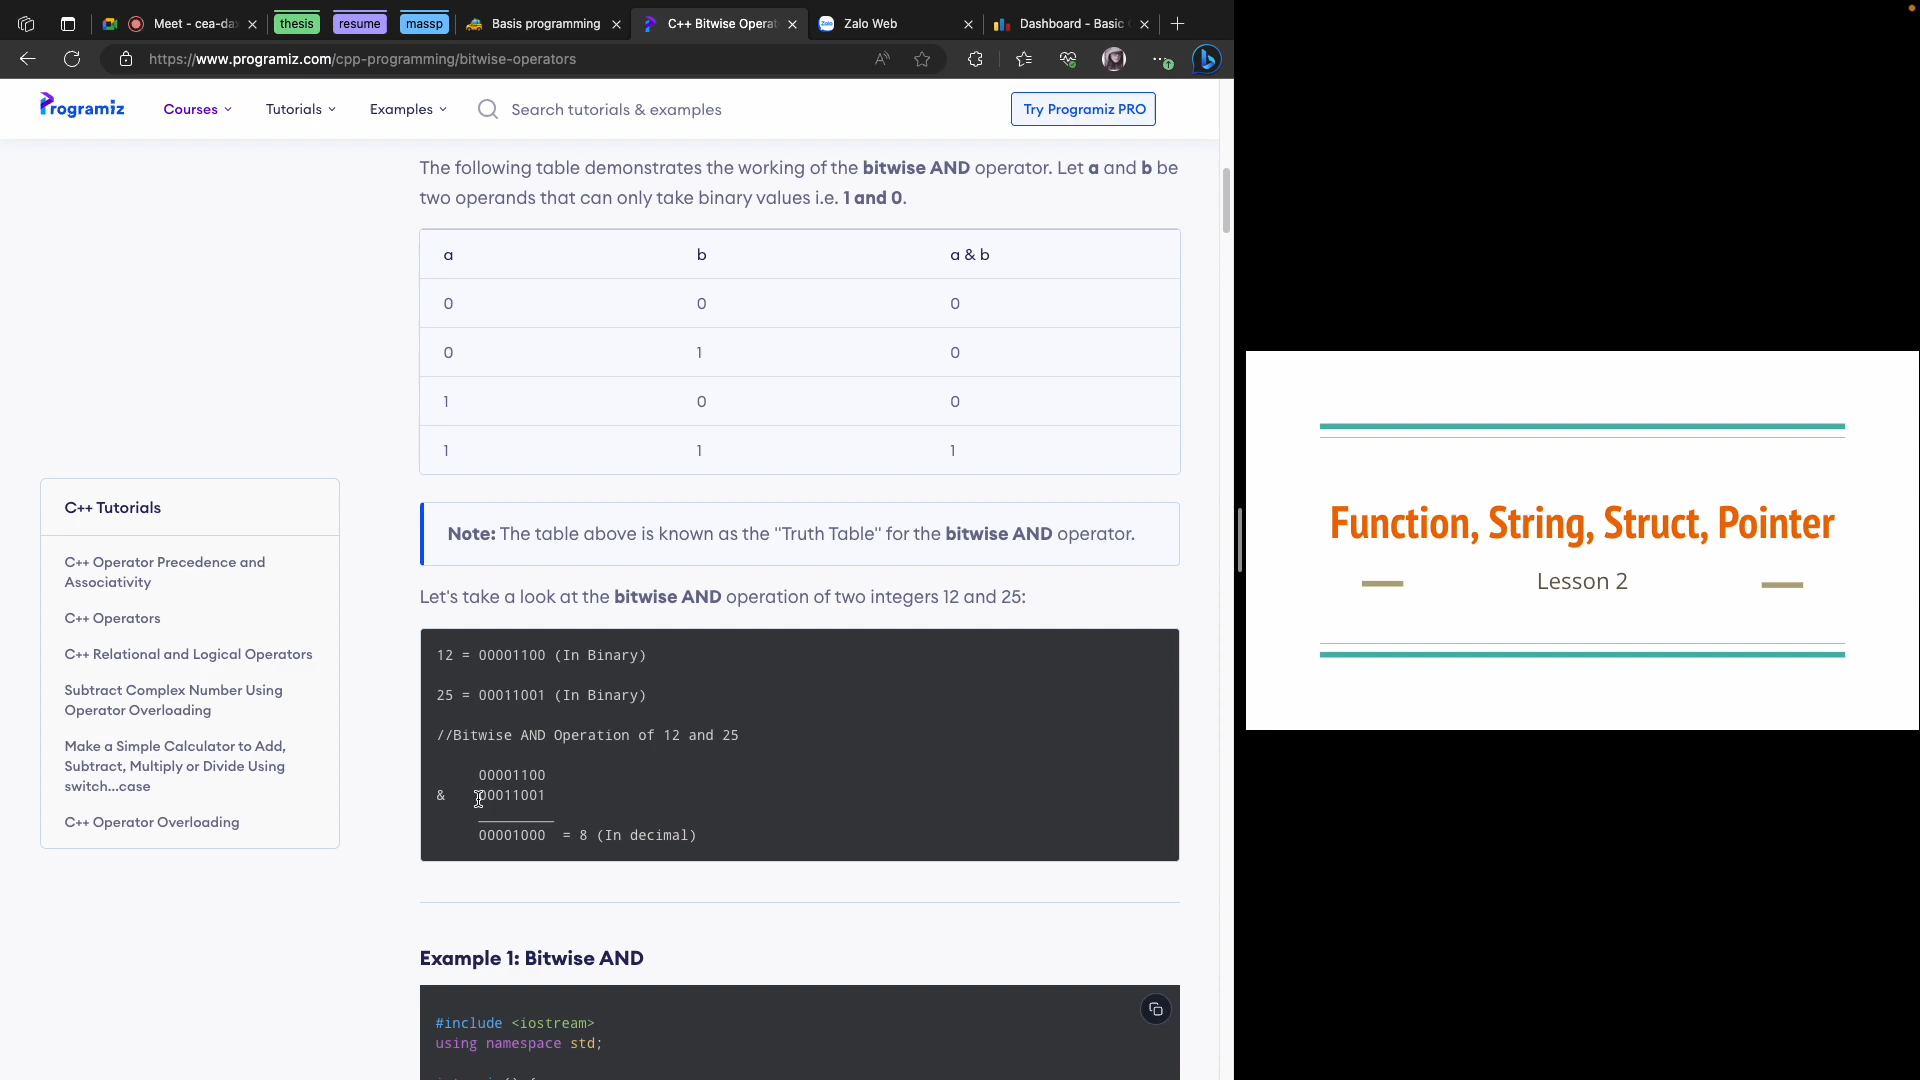 Meet - cea-da
thesis
resume
massp
Basis programming
C++ Bitwise Operat
Zalo Web
Dashboard - Basic
https://www.programiz.com/cpp-programming/bitwise-operators
Programiz
Courses
Tutorials
Examples
Search tutorials & examples
Try Programiz PRO
The following table demonstrates the working of the bitwise AND operator. Let a and b be
two operands that can only take binary values i.e. 1 and 0.
a b a & b
0 0 0
0 1 0
1 0 0
1 1 1
Note: The table above is known as the "Truth Table" for the bitwise AND operator.
Let's take a look at the bitwise AND operation of two integers 12 and 25:
12 = 00001100 (In Binary)
25 = 00011001 (In Binary)
//Bitwise AND Operation of 12 and 25
00001100
& 00011001
________
00001000 = 8 (In decimal)
Example 1: Bitwise AND
#include <iostream>
using namespace std;
C++ Tutorials
C++ Operator Precedence and
Associativity
C++ Operators
C++ Relational and Logical Operators
Subtract Complex Number Using
Operator Overloading
Make a Simple Calculator to Add,
Subtract, Multiply or Divide Using
switch...case
C++ Operator Overloading
Function, String, Struct, Pointer
Lesson 2